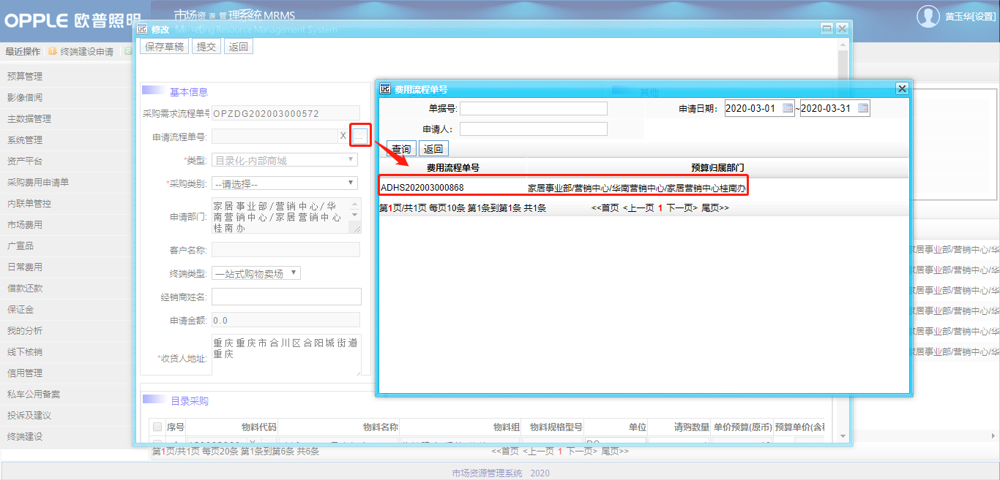 OPPLE 欧普照明
市场资源管理系统MRMS
Marketing Resource Management System
黄玉华[设置]
最近操作 终端建设申请
预算管理
影像借阅
主数据管理
系统管理
资产平台
采购费用申请单
内联单管控
市场费用
广宣品
日常费用
借款还款
保证金
我的分析
线下核销
信用管理
私车公用备案
投诉及建议
终端建设
修改
保存草稿 提交 返回
基本信息
其他
采购需求流程单号 OPZDG202003000572
申请流程单号: X ...
*类型: 目录化-内部商城
*采购类别: --请选择--
申请部门: 家居事业部/营销中心/华
南营销中心/家居营销中心
桂南办
客户名称:
终端类型: 一站式购物卖场
经销商姓名:
申请金额: 0.0
*收货人地址: 重庆重庆市合川区合阳城街道
重庆
目录采购
序号 物料代码 物料名称 物料组 物料规格型号 单位 请购数量 单价预算(原币) 预算单价(含税
费用流程单号
单据号: 申请日期: 2020-03-01 ~ 2020-03-31
申请人:
查询 返回
费用流程单号 预算归属部门
ADHS202003000868 家居事业部/营销中心/华南营销中心/家居营销中心桂南办
第1页/共1页 每页10条 第1条到第1条 共1条 <<首页 <上一页 1 下一页> 尾页>>
家居事业部/营销中心/华
家居事业部/营销中心/华
家居事业部/营销中心/华
家居事业部/营销中心/华
家居事业部/营销中心/华
家居事业部/营销中心/华
第1页/共1页 每页20条 第1条到第6条 共6条 <<首页 <上一页 1 下一页> 尾页>>
市场资源管理系统 2020